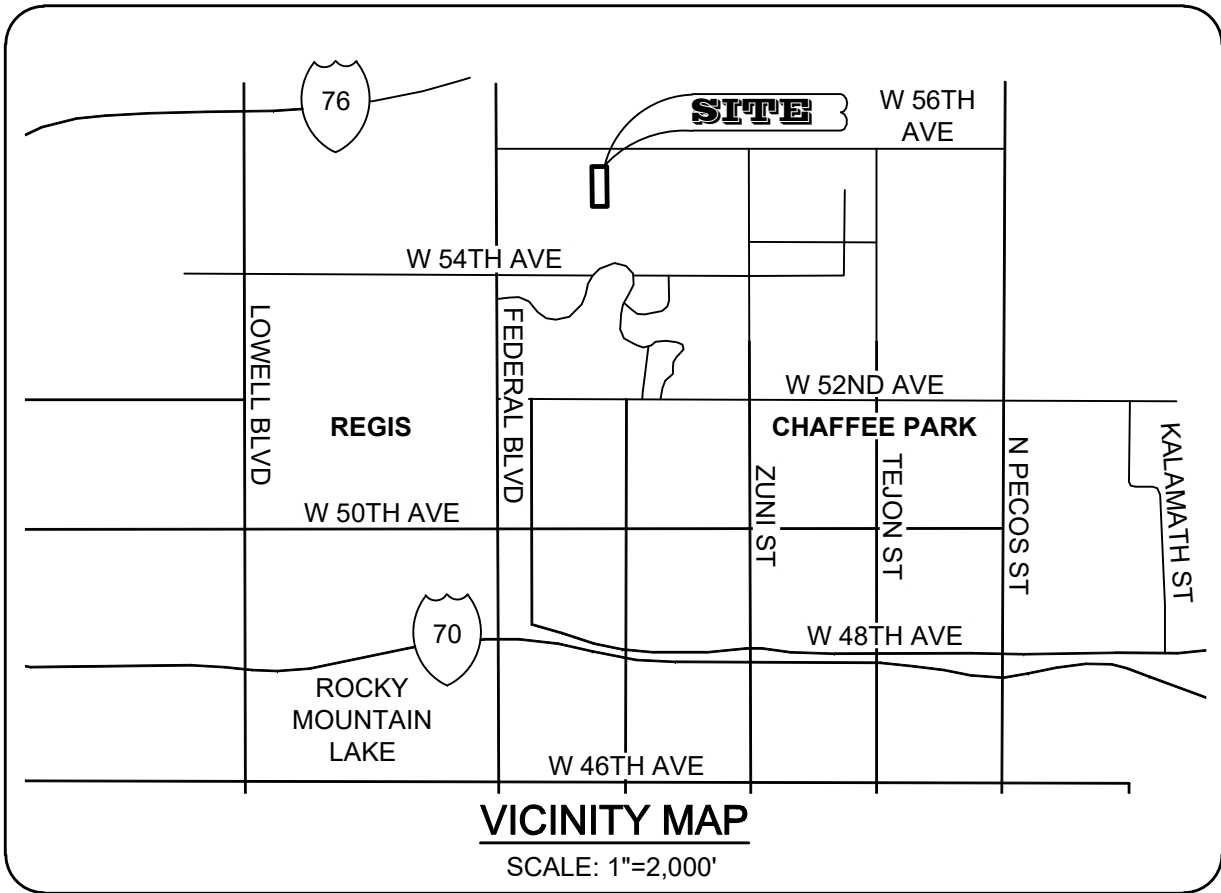 76
SITE
W 56TH
AVE
W 54TH AVE
LOWELL BLVD
FEDERAL BLVD
W 52ND AVE
REGIS
CHAFFEE PARK
ZUNI ST
TEJON ST
N PECOS ST
KALAMATH ST
W 50TH AVE
70
W 48TH AVE
ROCKY
MOUNTAIN
LAKE
W 46TH AVE
VICINITY MAP
SCALE: 1"=2,000'